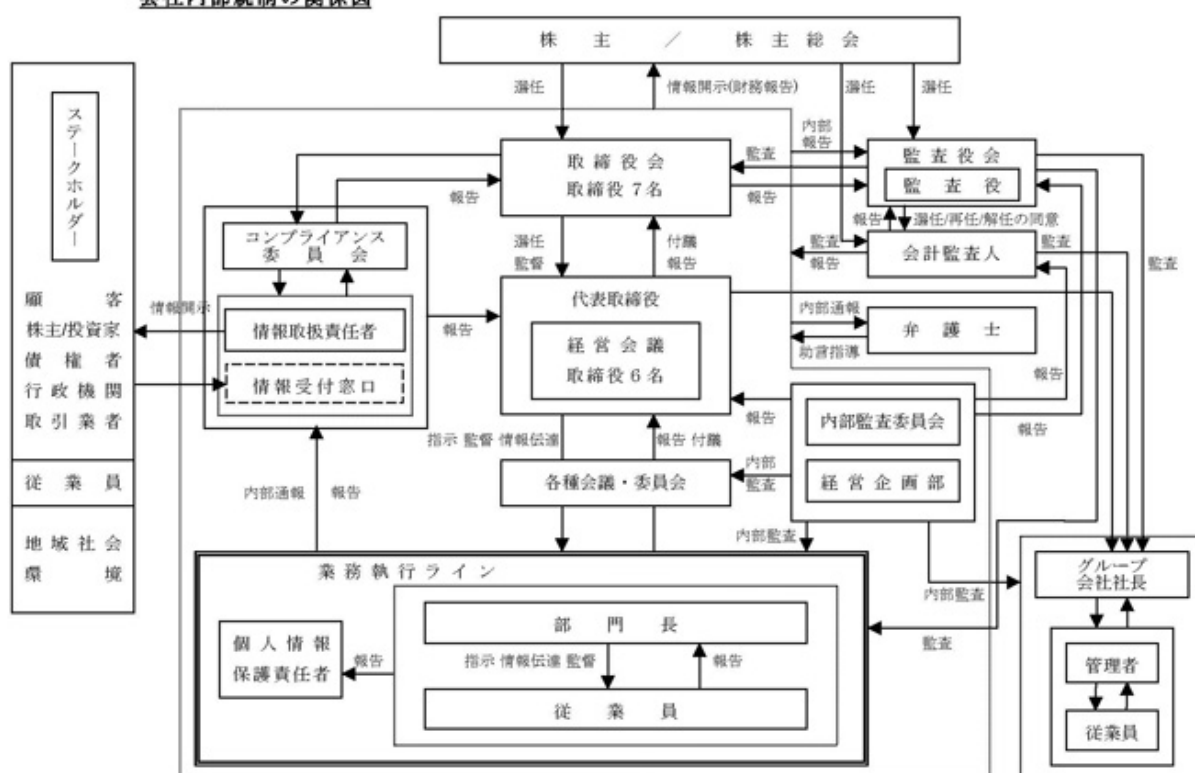 会社内部統制の関係図
株主 / 株主総会
選任
情報開示(財務報告)
選任
選任
ステークホルダー
顧客
株主/投資家
債権者
行政機関
取引業者
従業員
地域社会
環境
取締役会
取締役7名
監査
報告
内部
報告
監査役会
監査役
報告
選任/再任/解任の同意
会計監査人
監査
報告
監査
監査
報告
コンプライアンス
委員会
選任
監督
付議
報告
情報開示
情報取扱責任者
情報受付窓口
報告
代表取締役
経営会議
取締役6名
内部通報
助言指導
弁護士
報告
報告
報告
内部監査委員会
経営企画部
指示 監督 情報伝達
報告 付議
各種会議・委員会
内部
監査
内部通報
報告
内部監査
内部監査
監査
業務執行ライン
個人情報
保護責任者
報告
部門長
指示 情報伝達 監督
報告
従業員
グループ
会社社長
管理者
従業員